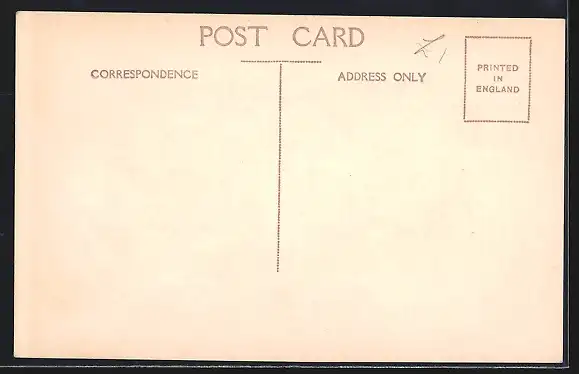 POST CARD
CORRESPONDENCE
ADDRESS ONLY
PRINTED
IN
ENGLAND